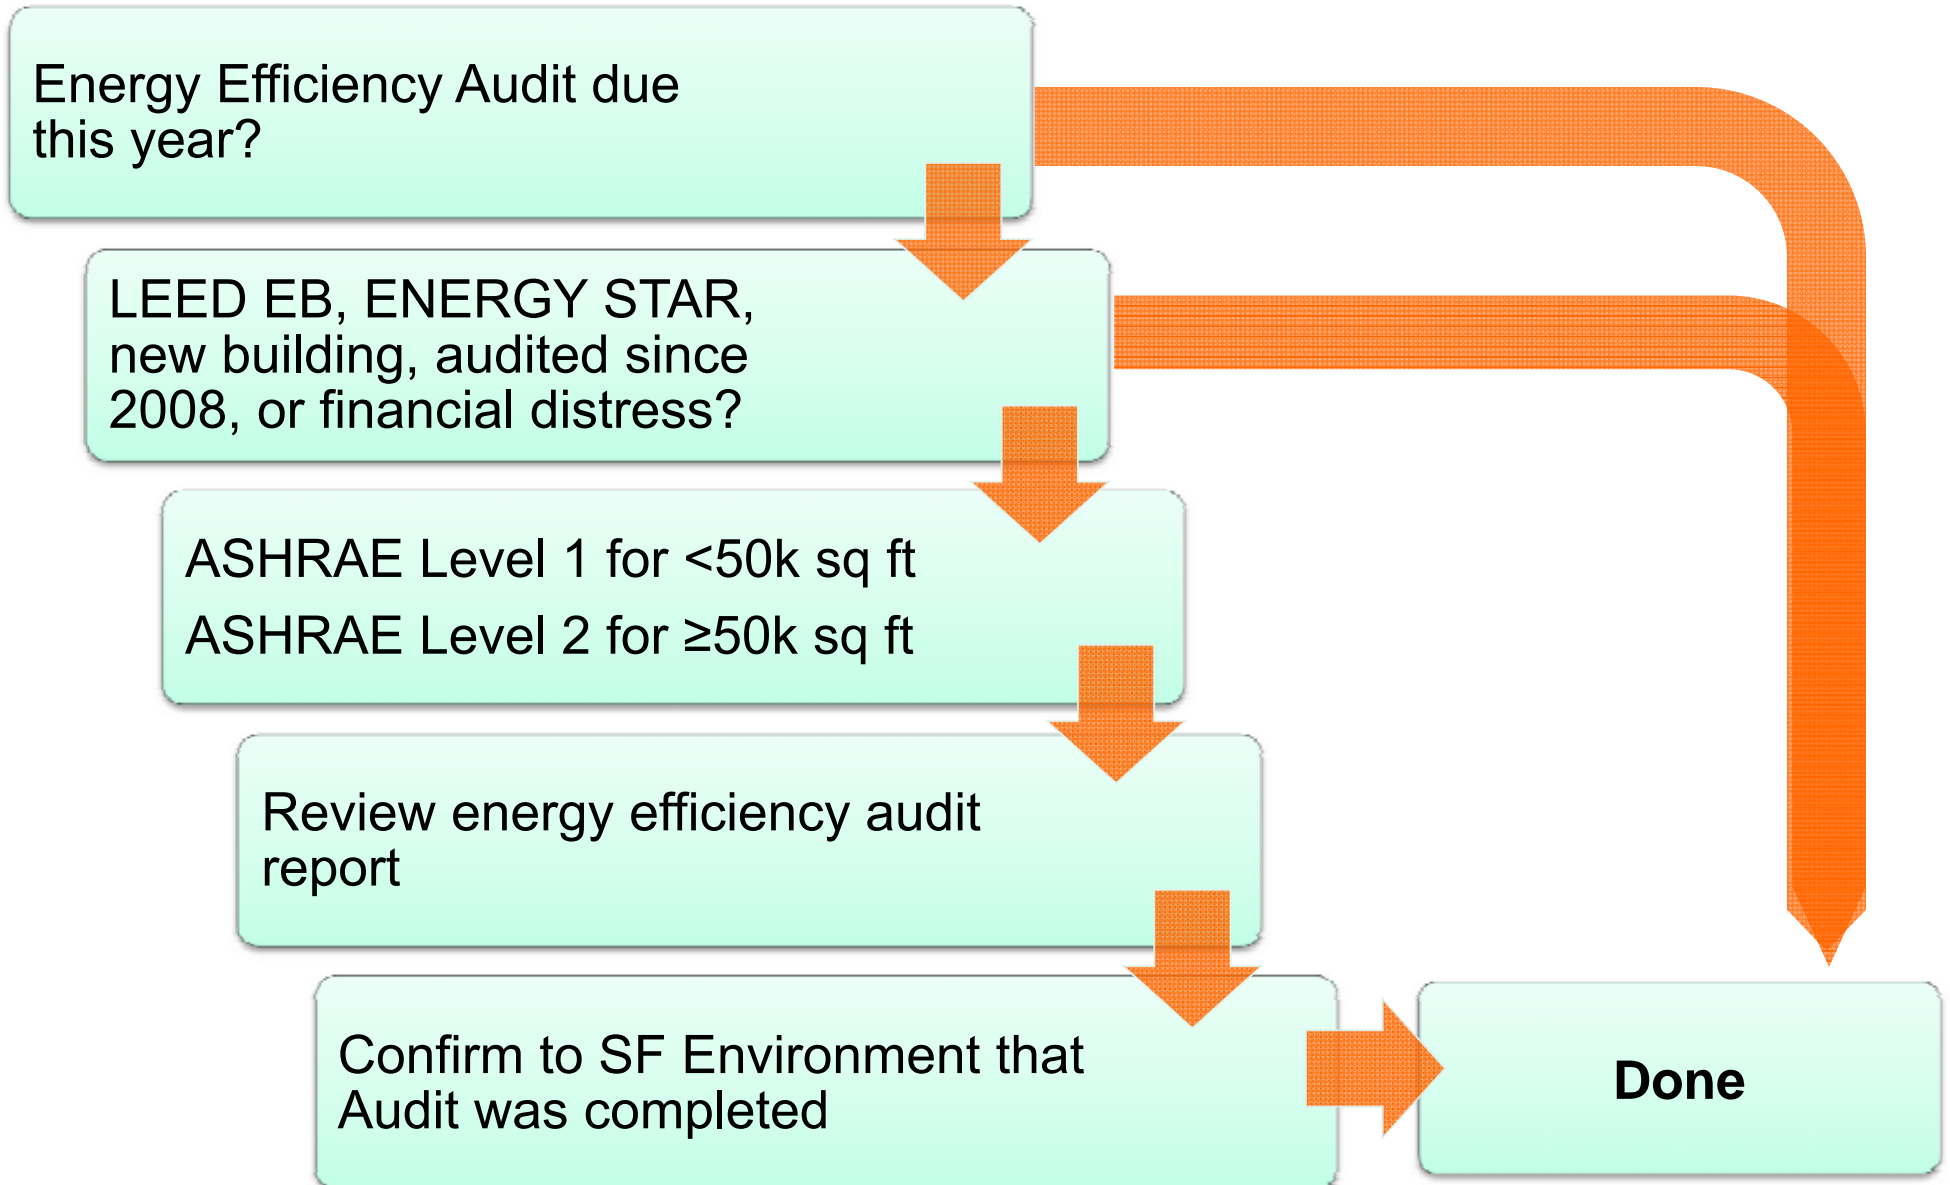 Energy Efficiency Audit due
this year?
LEED EB, ENERGY STAR,
new building, audited since
2008, or financial distress?
ASHRAE Level 1 for <50k sq ft
ASHRAE Level 2 for ≥50k sq ft
Review energy efficiency audit
report
Confirm to SF Environment that
Audit was completed
Done